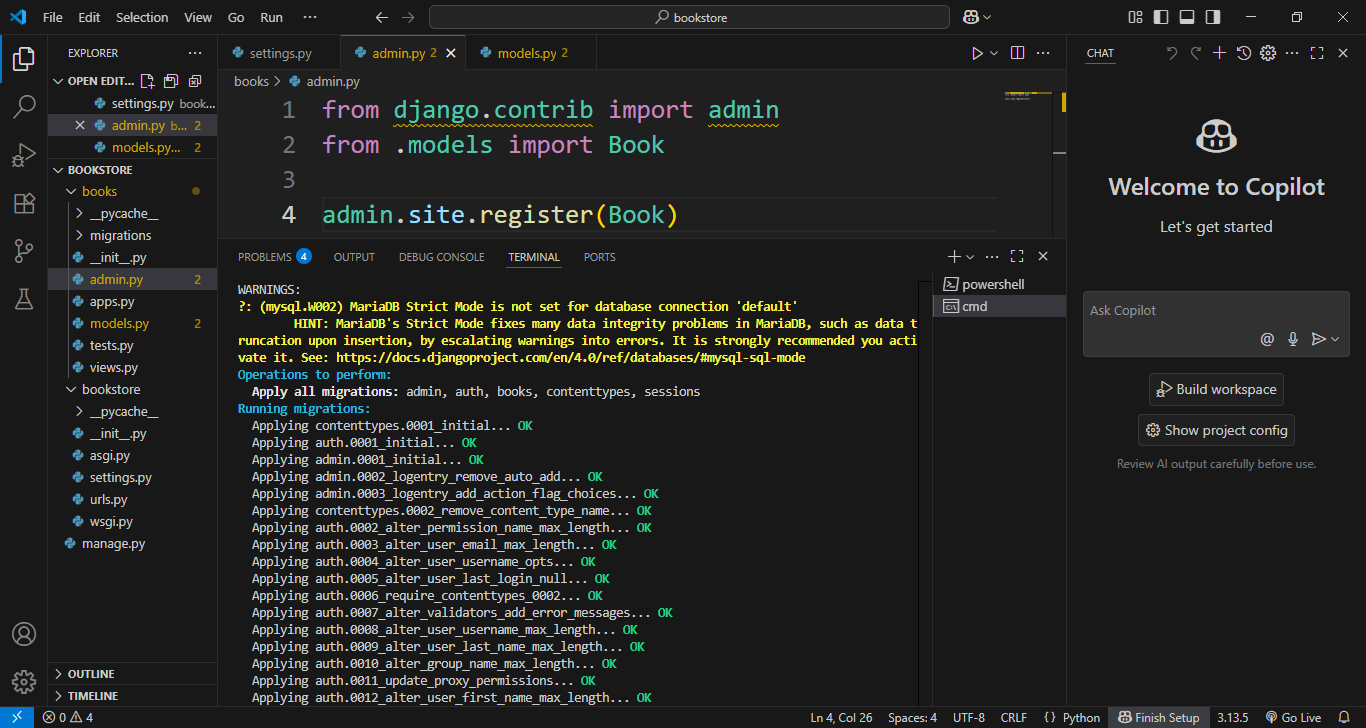 File Edit Selection View Go Run ··· bookstore
EXPLORER ···
OPEN EDIT...
settings.py book...
admin.py b... 2
models.py... 2
BOOKSTORE
books
__pycache__
migrations
__init__.py
admin.py 2
apps.py
models.py 2
tests.py
views.py
bookstore
__pycache__
__init__.py
asgi.py
settings.py
urls.py
wsgi.py
manage.py
OUTLINE
TIMELINE
settings.py admin.py 2 models.py 2
books > admin.py
1 from django.contrib import admin
2 from .models import Book
3
4 admin.site.register(Book)
PROBLEMS 4 OUTPUT DEBUG CONSOLE TERMINAL PORTS
WARNINGS:
?: (mysql.W002) MariaDB Strict Mode is not set for database connection 'default'
HINT: MariaDB's Strict Mode fixes many data integrity problems in MariaDB, such as data t
runcation upon insertion, by escalating warnings into errors. It is strongly recommended you acti
vate it. See: https://docs.djangoproject.com/en/4.0/ref/databases/#mysql-sql-mode
Operations to perform:
Apply all migrations: admin, auth, books, contenttypes, sessions
Running migrations:
Applying contenttypes.0001_initial... OK
Applying auth.0001_initial... OK
Applying admin.0001_initial... OK
Applying admin.0002_logentry_remove_auto_add... OK
Applying admin.0003_logentry_add_action_flag_choices... OK
Applying contenttypes.0002_remove_content_type_name... OK
Applying auth.0002_alter_permission_name_max_length... OK
Applying auth.0003_alter_user_email_max_length... OK
Applying auth.0004_alter_user_username_opts... OK
Applying auth.0005_alter_user_last_login_null... OK
Applying auth.0006_require_contenttypes_0002... OK
Applying auth.0007_alter_validators_add_error_messages... OK
Applying auth.0008_alter_user_username_max_length... OK
Applying auth.0009_alter_user_last_name_max_length... OK
Applying auth.0010_alter_group_name_max_length... OK
Applying auth.0011_update_proxy_permissions... OK
Applying auth.0012_alter_user_first_name_max_length... OK
powershell
cmd
CHAT
Welcome to Copilot
Let's get started
Ask Copilot
@
Build workspace
Show project config
Review AI output carefully before use.
0 4 Ln 4, Col 26 Spaces: 4 UTF-8 CRLF {} Python Finish Setup 3.13.5 Go Live